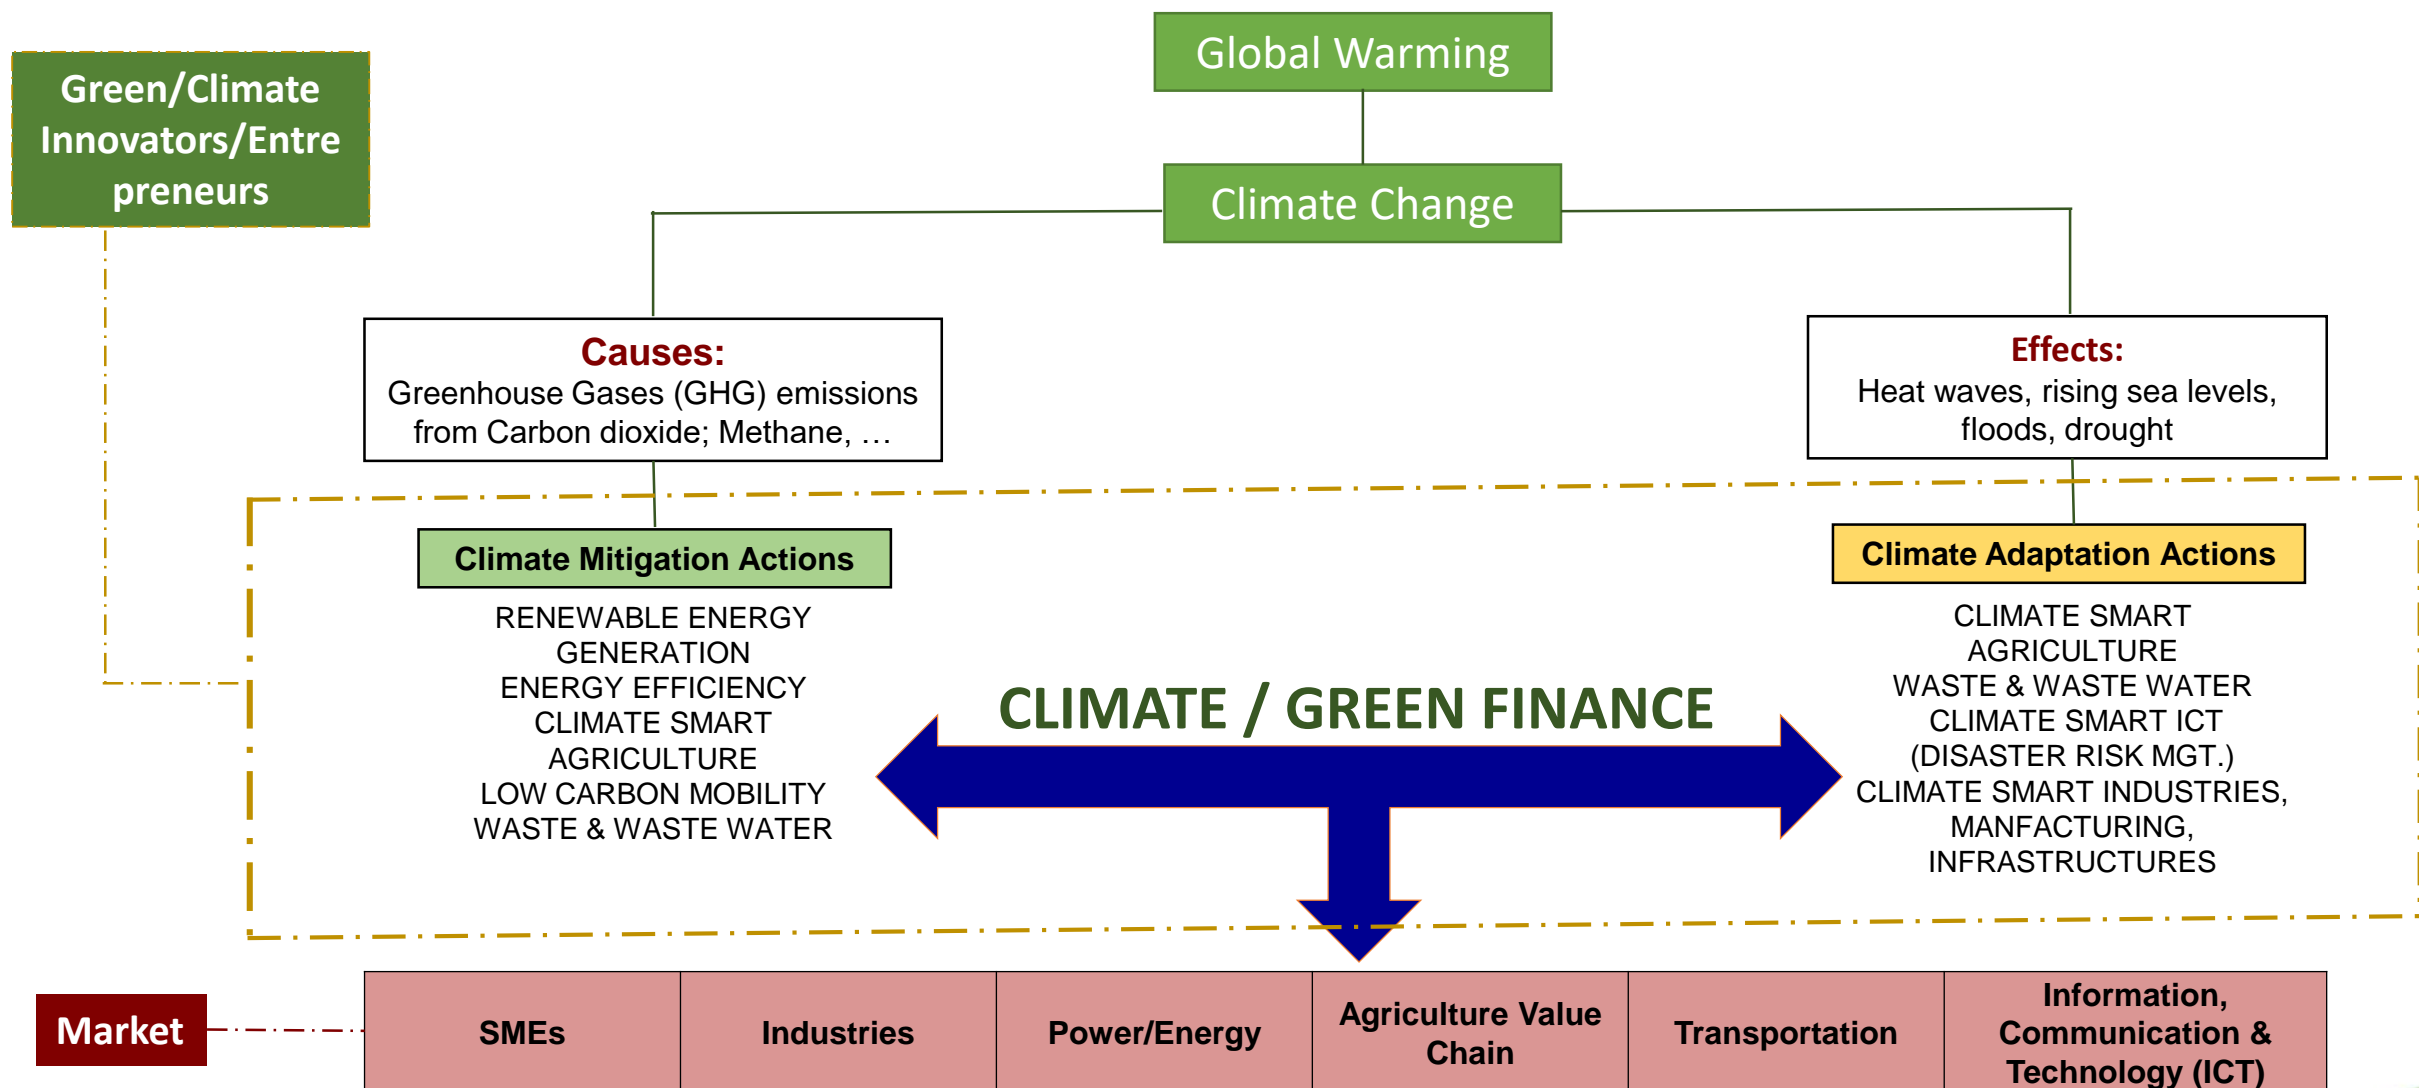 Global Warming
Green/Climate
Innovators/Entre
preneurs
Climate Change
Causes:
Greenhouse Gases (GHG) emissions
from Carbon dioxide; Methane, …
Effects:
Heat waves, rising sea levels,
floods, drought
Climate Mitigation Actions
RENEWABLE ENERGY
GENERATION
ENERGY EFFICIENCY
CLIMATE SMART
AGRICULTURE
LOW CARBON MOBILITY
WASTE & WASTE WATER
CLIMATE / GREEN FINANCE
Climate Adaptation Actions
CLIMATE SMART
AGRICULTURE
WASTE & WASTE WATER
CLIMATE SMART ICT
(DISASTER RISK MGT.)
CLIMATE SMART INDUSTRIES,
MANFACTURING,
INFRASTRUCTURES
Market
SMEs
Industries
Power/Energy
Agriculture Value
Chain
Transportation
Information,
Communication &
Technology (ICT)